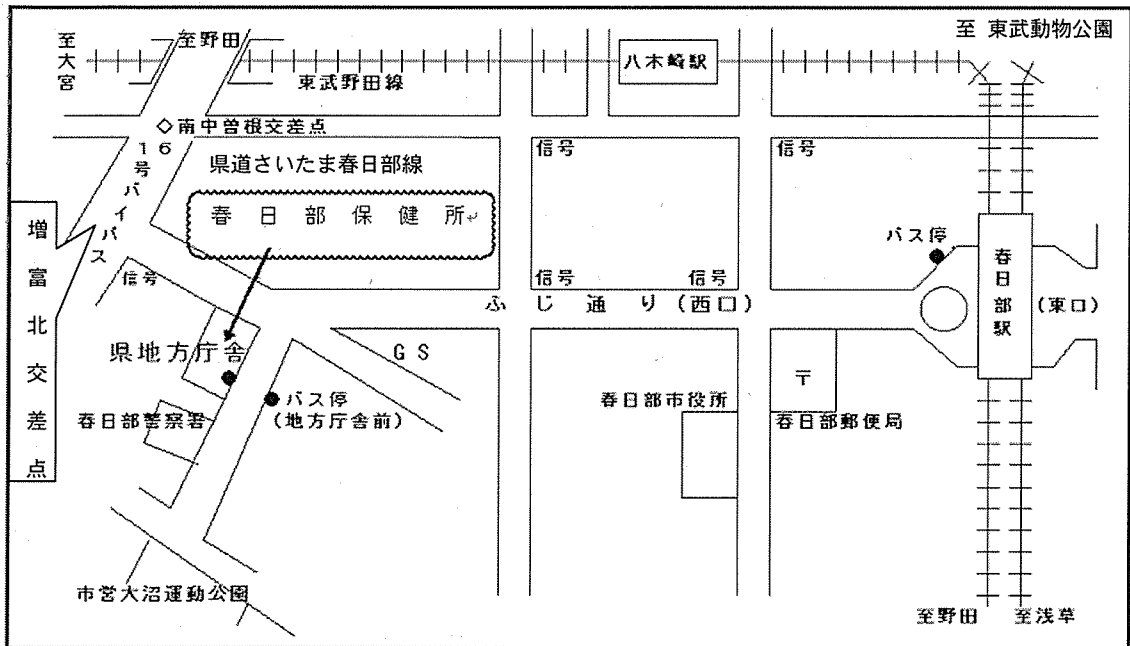 至 東武動物公園
至野田
至大宮
八木崎駅
東武野田線
南中曽根交差点
16号バイパス
信号
信号
県道さいたま春日部線
春日部保健所
増富北交差点
バス停
春日部駅
(東口)
信号
信号
信号
ふじ通り(西口)
県地方庁舎
GS
〒
バス停
(地方庁舎前)
春日部市役所
春日部警察署
春日部郵便局
市営大沼運動公園
至野田
至浅草